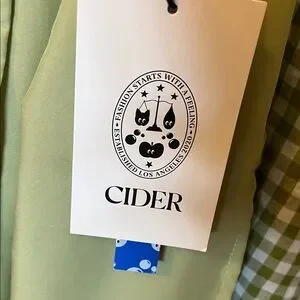 FASHION STARTS WITH A FEELING
ESTABLISHED LOS ANGELES 2020
CIDER